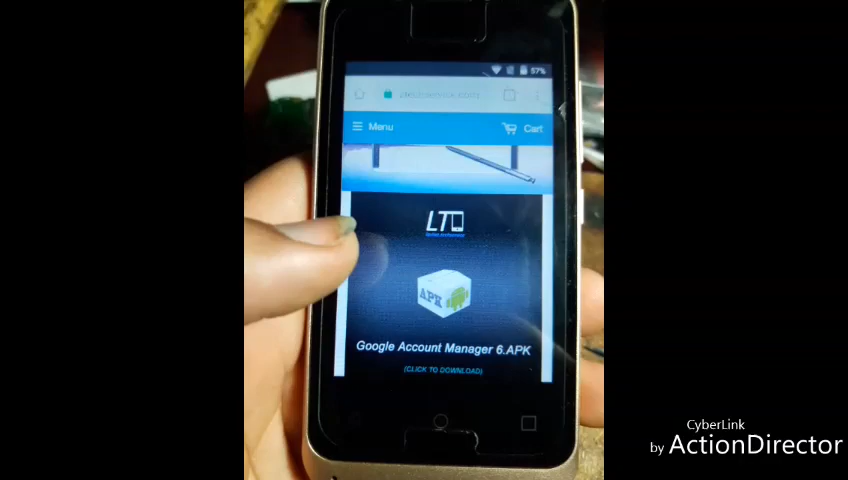 57%
Menu
Cart
LT
APK
Google Account Manager 6.APK
(CLICK TO DOWNLOAD)
CyberLink
by ActionDirector